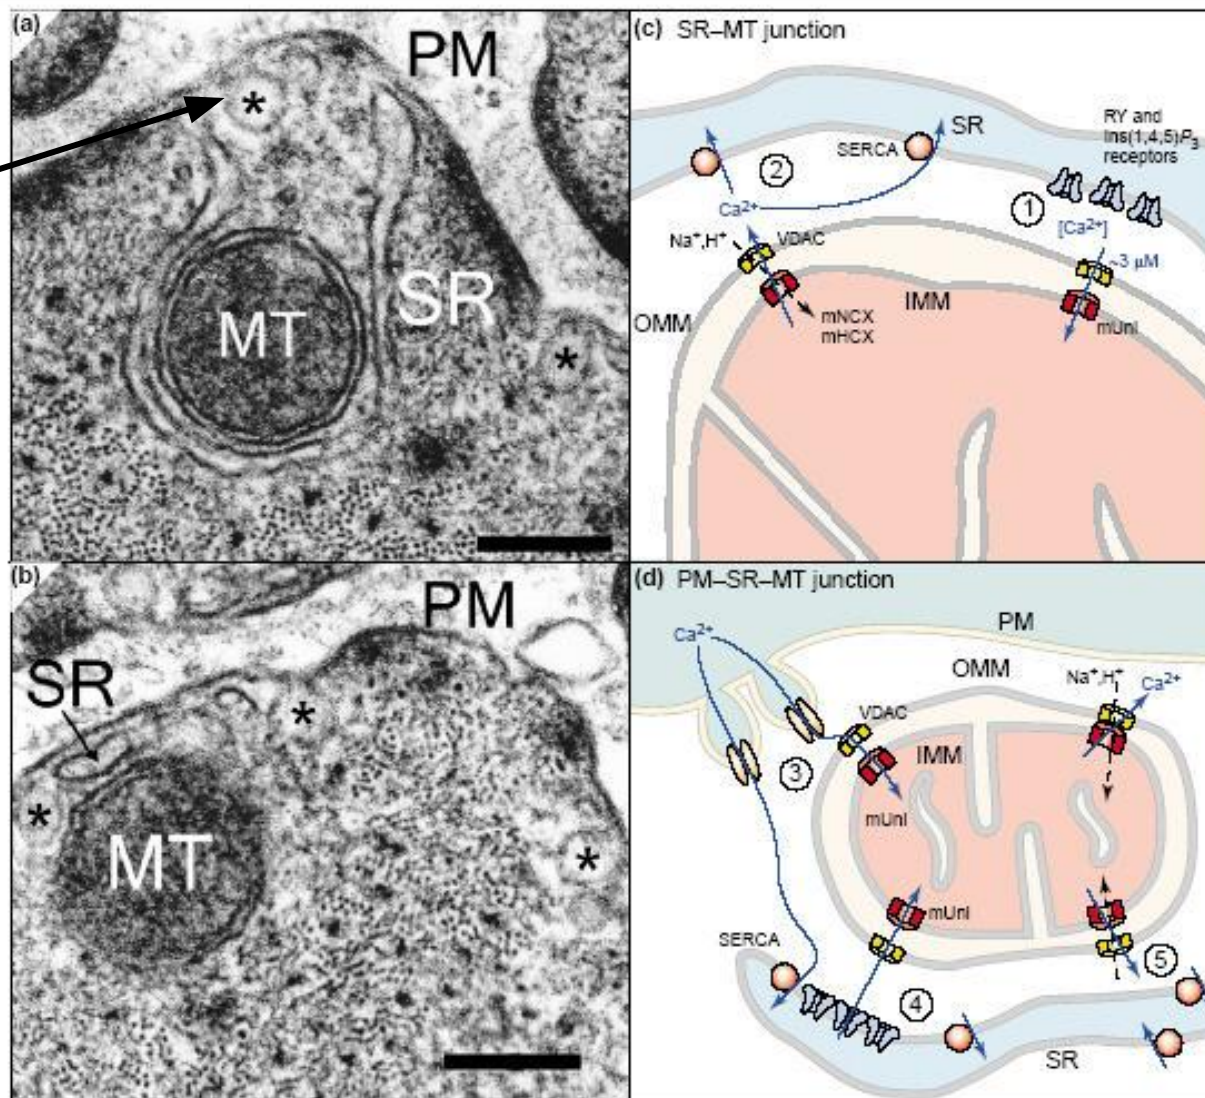 (a)
PM
*
MT
SR
*
(b)
PM
SR
*
*
MT
*
(c) SR–MT junction
RY and
Ins(1,4,5)P₃
receptors
SR
SERCA
2
1
Ca²⁺
[Ca²⁺]
Na⁺,H⁺
VDAC
~3 µM
OMM
IMM
mNCX
mHCX
mUni
(d) PM–SR–MT junction
PM
Ca²⁺
OMM
Na⁺,H⁺
Ca²⁺
VDAC
IMM
3
mUni
mUni
SERCA
5
4
SR